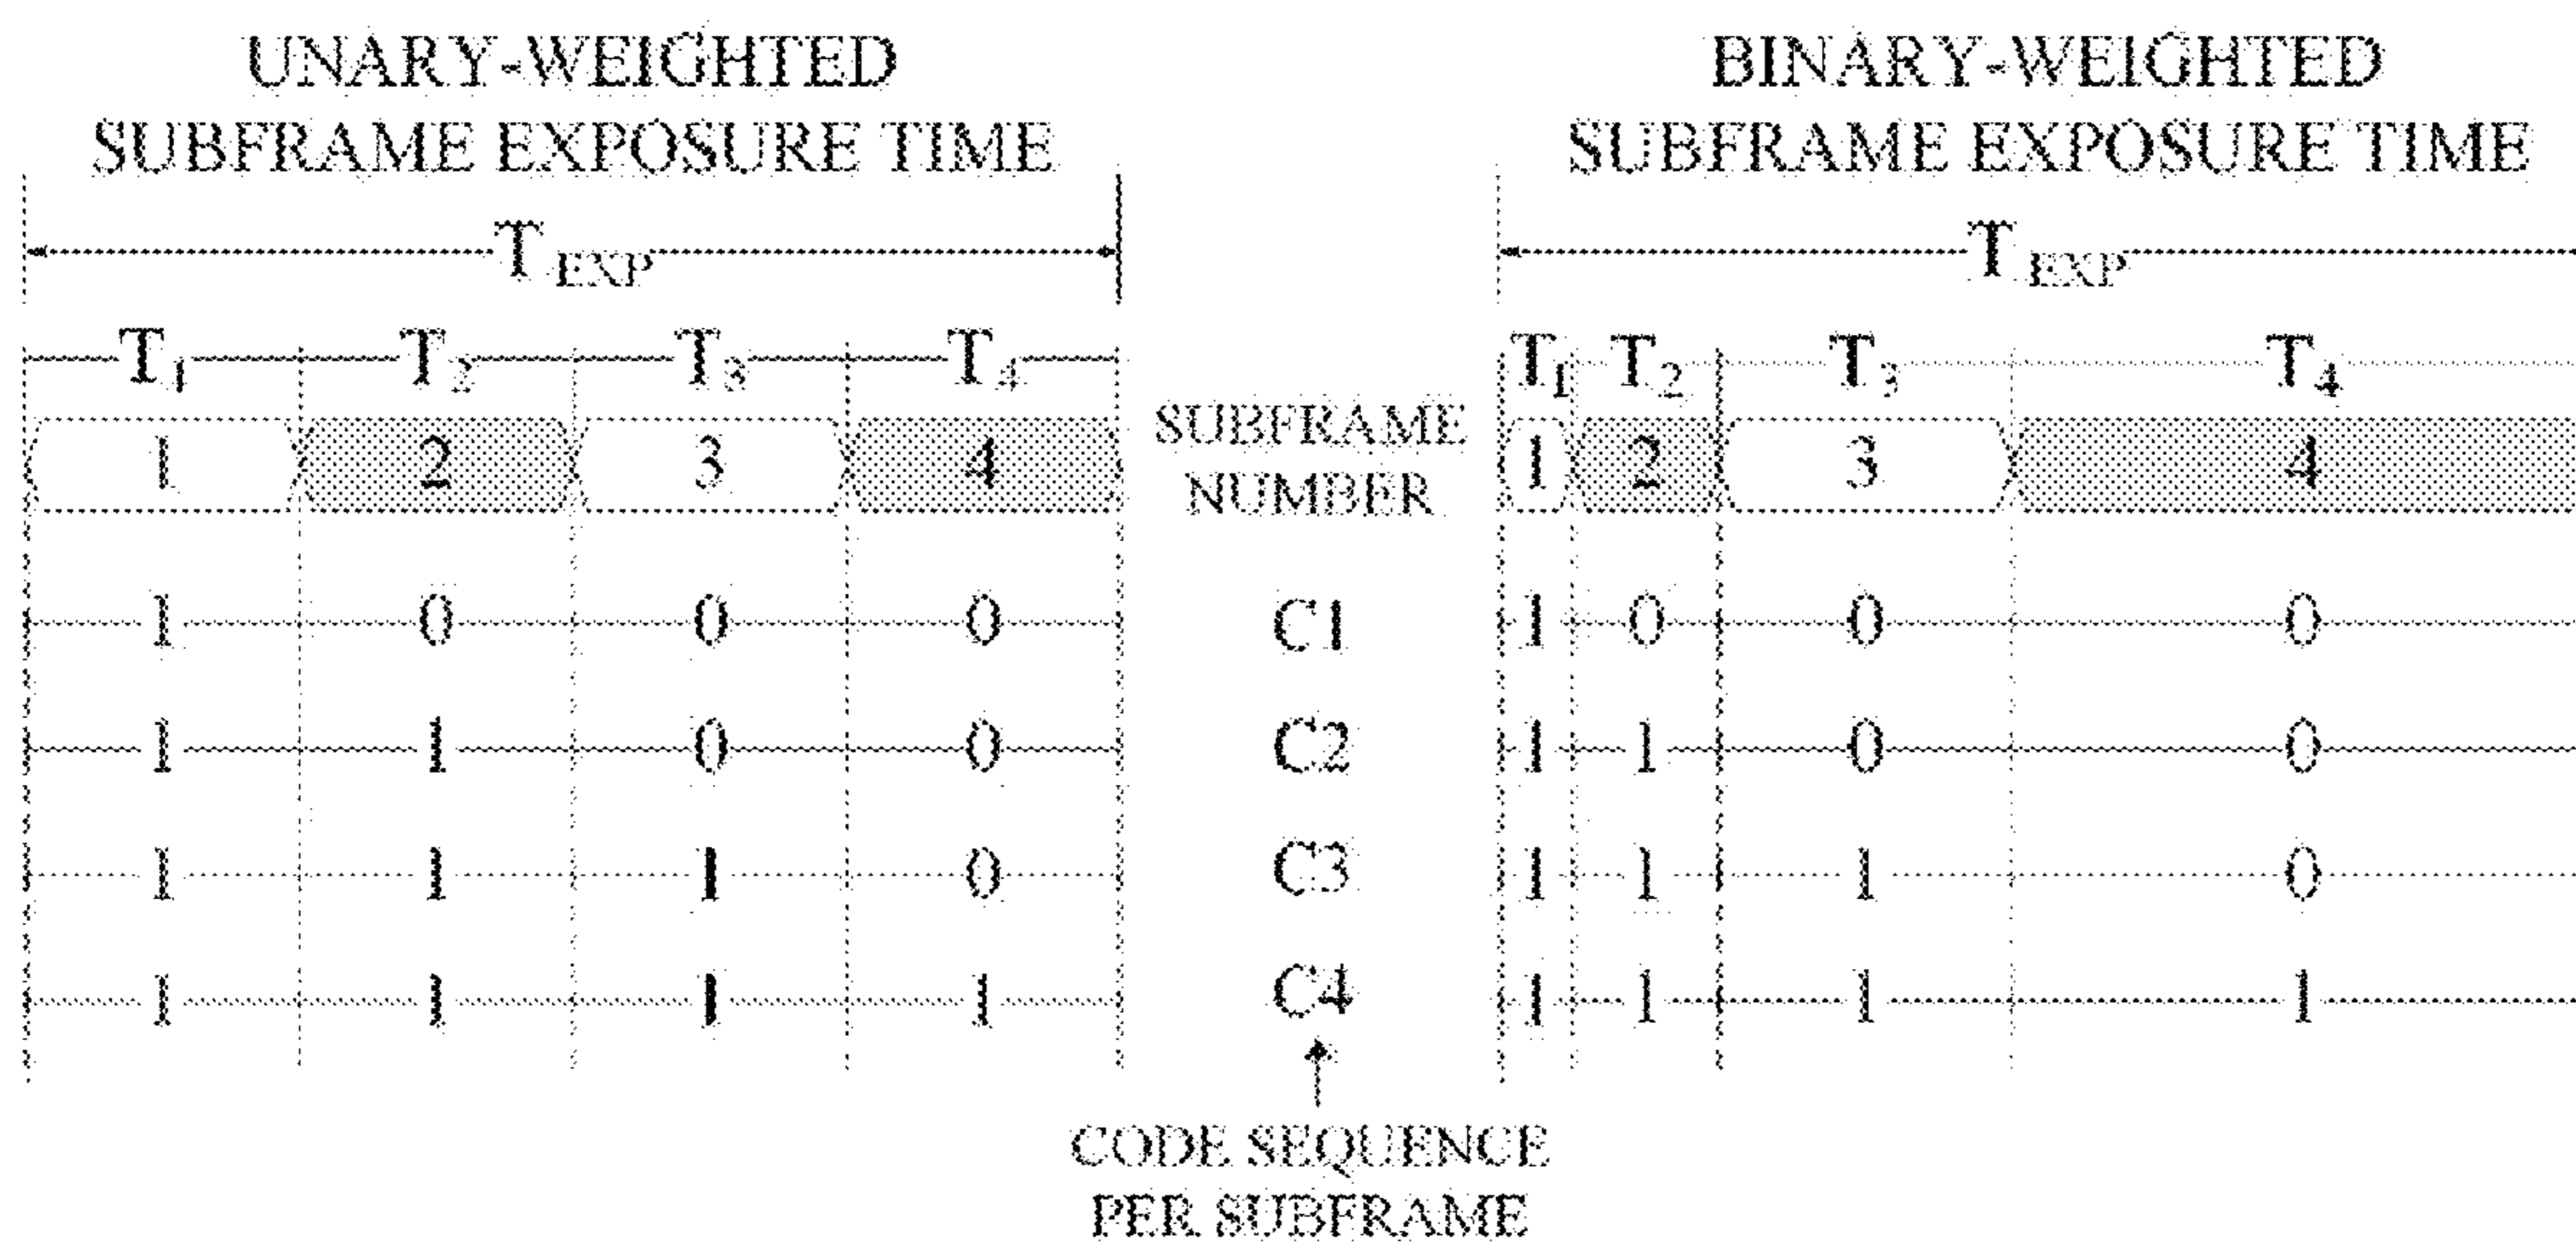 UNARY-WEIGHTED
SUBFRAME EXPOSURE TIME
BINARY-WEIGHTED
SUBFRAME EXPOSURE TIME
T EXP
T EXP
T1 T2 T3 T4
T1 T2 T3 T4
1 2 3 4
SUBFRAME
NUMBER
1 2 3 4
1 0 0 0 C1 1 0 0 0
1 1 0 0 C2 1 1 0 0
1 1 1 0 C3 1 1 1 0
1 1 1 1 C4 1 1 1 1
CODE SEQUENCE
PER SUBFRAME